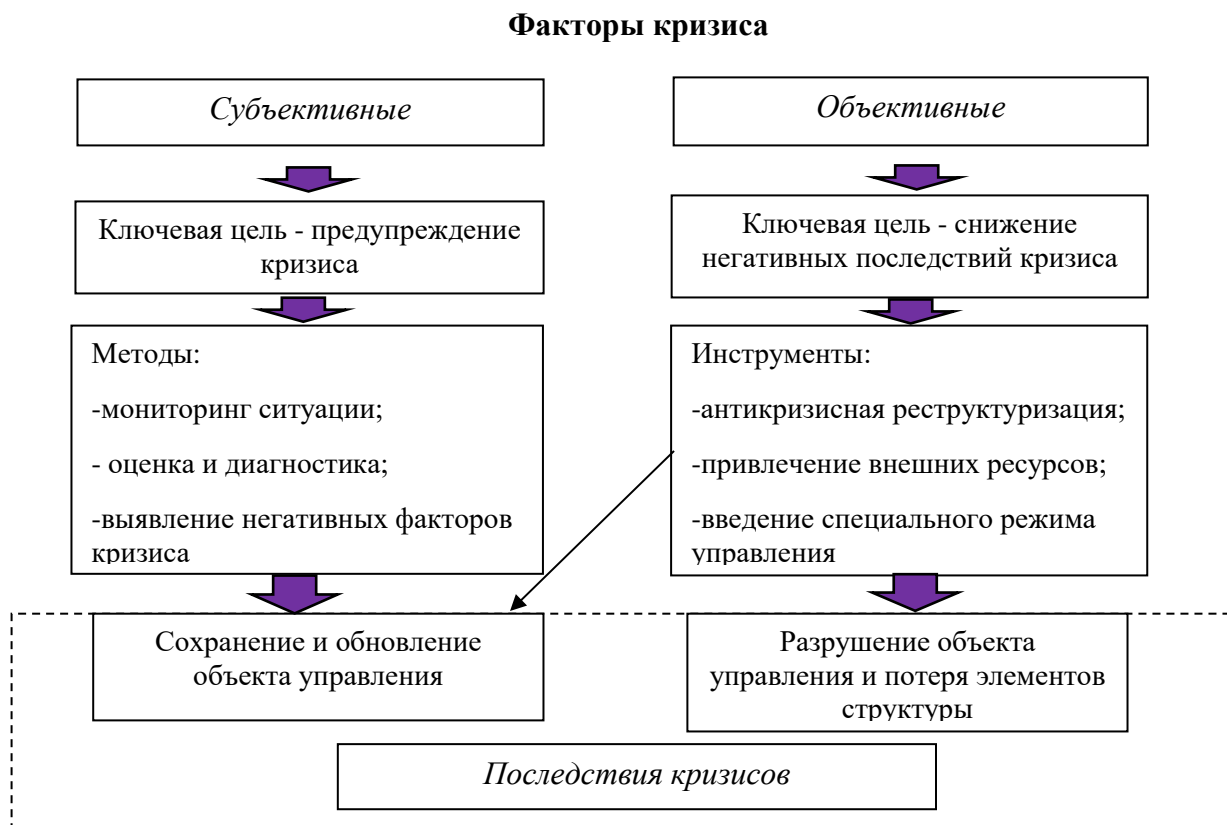 Факторы кризиса
Субъективные
Объективные
Ключевая цель - предупреждение
кризиса
Ключевая цель - снижение
негативных последствий кризиса
Методы:
-мониторинг ситуации;
- оценка и диагностика;
-выявление негативных факторов
кризиса
Инструменты:
-антикризисная реструктуризация;
-привлечение внешних ресурсов;
-введение специального режима
управления
Сохранение и обновление
объекта управления
Разрушение объекта
управления и потеря элементов
структуры
Последствия кризисов